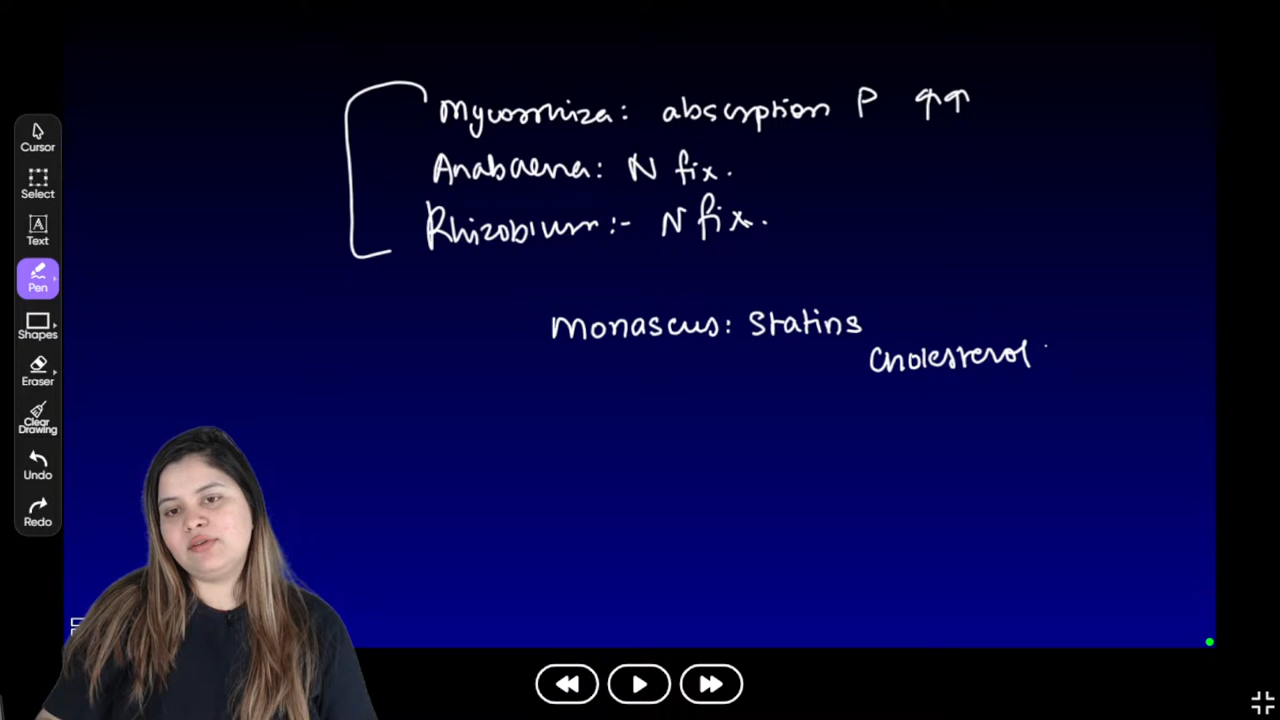 Mycorrhiza: absorption P ↑↑
Anabaena: N fix.
Rhizobium:- N fix.
Monascus: Statins
Cholesterol
Cursor
Select
Text
Pen
Shapes
Eraser
Clear
Drawing
Undo
Redo